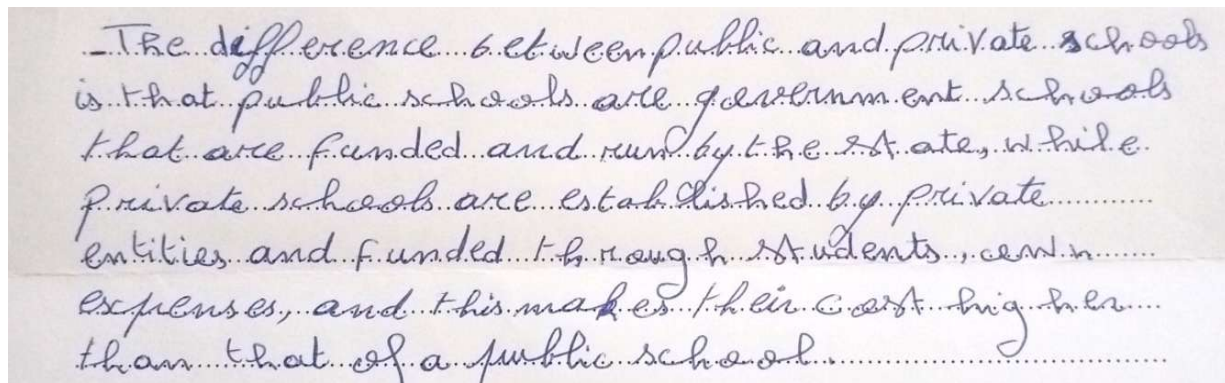 _The difference between public and private schools
is that public schools are government schools
that are funded and run by the state, while
private schools are established by private
entities and funded through students, own
expenses, and this makes their cost higher
than that of a public school.